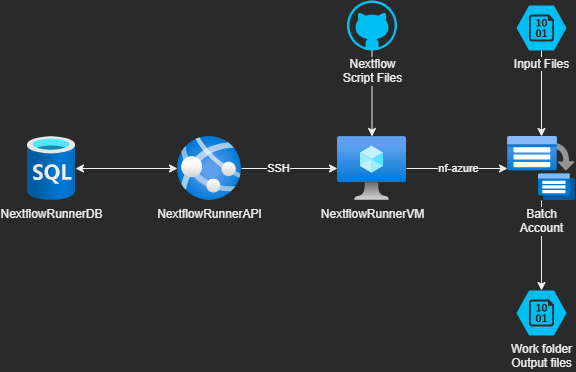 10
01
Nextflow
Script Files
Input Files
SQL
SSH
nf-azure
NextflowRunnerDB
NextflowRunnerAPI
NextflowRunnerVM
Batch
Account
10
01
Work folder
Output files